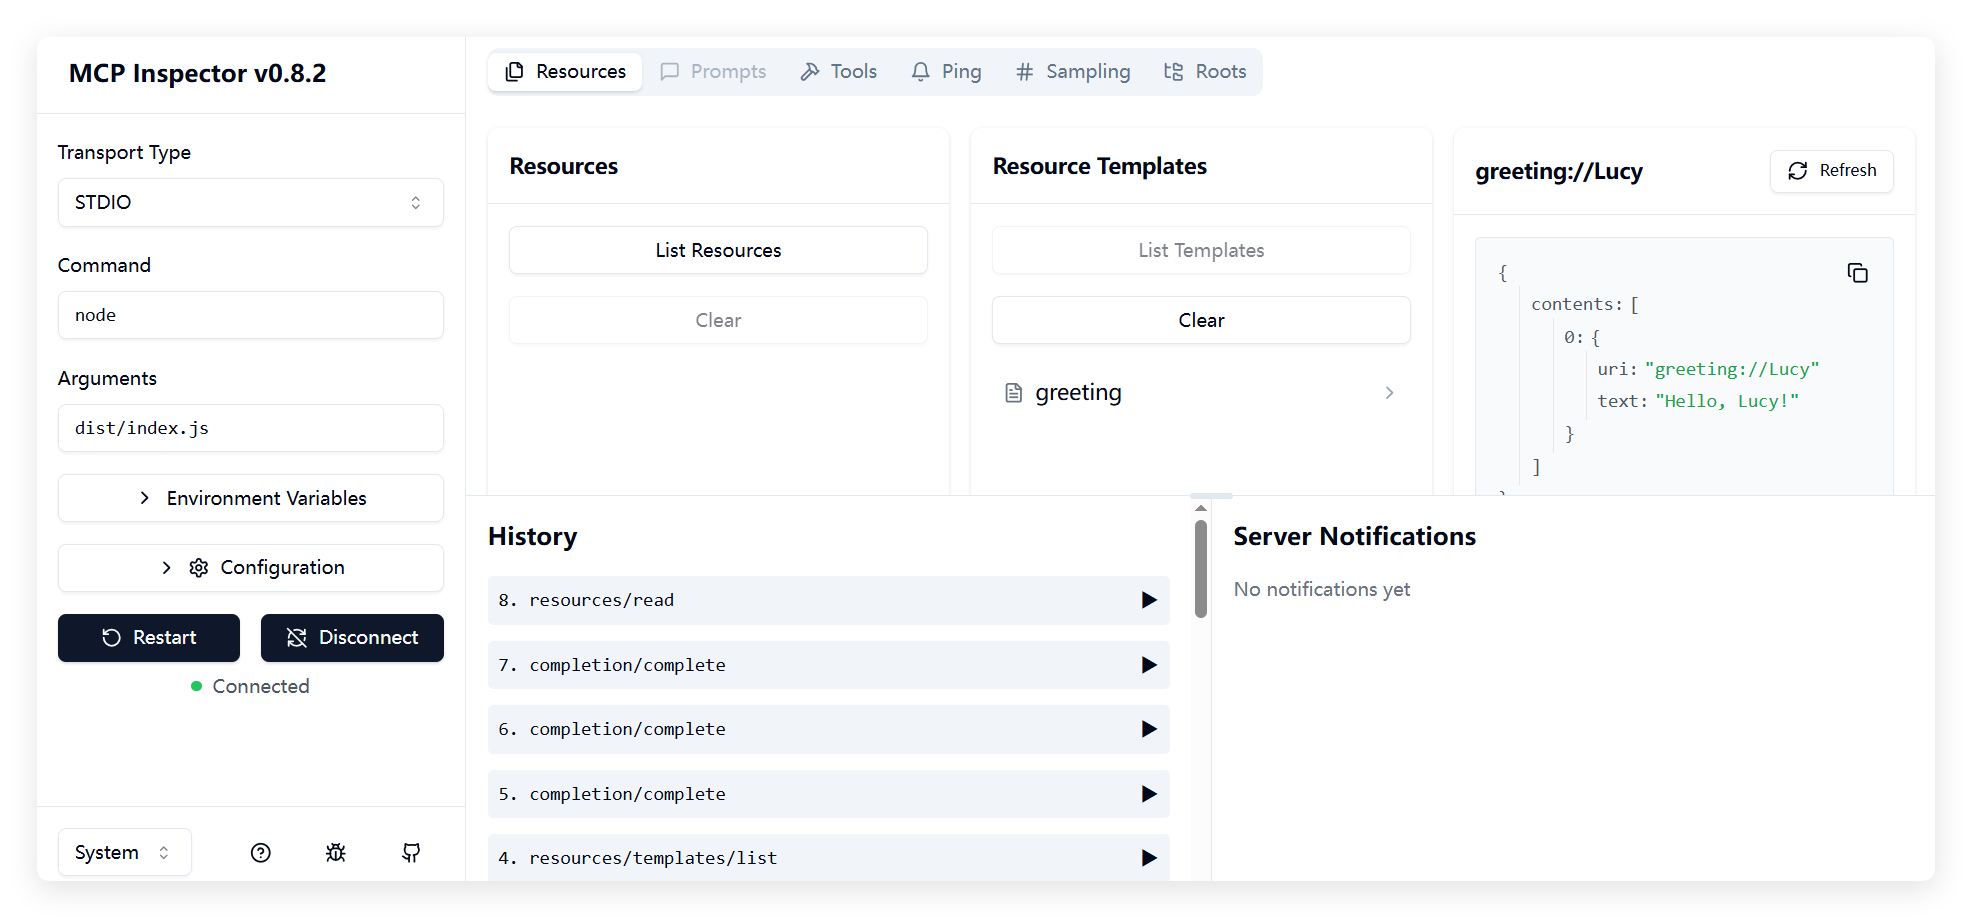 MCP Inspector v0.8.2
Transport Type
STDIO
Command
node
Arguments
dist/index.js
Environment Variables
Configuration
Restart
Disconnect
Connected
System
Resources
Prompts
Tools
Ping
Sampling
Roots
Resources
List Resources
Clear
Resource Templates
List Templates
Clear
greeting
greeting://Lucy
Refresh
{
contents: [
0: {
uri: "greeting://Lucy"
text: "Hello, Lucy!"
}
]
History
8. resources/read
7. completion/complete
6. completion/complete
5. completion/complete
4. resources/templates/list
Server Notifications
No notifications yet